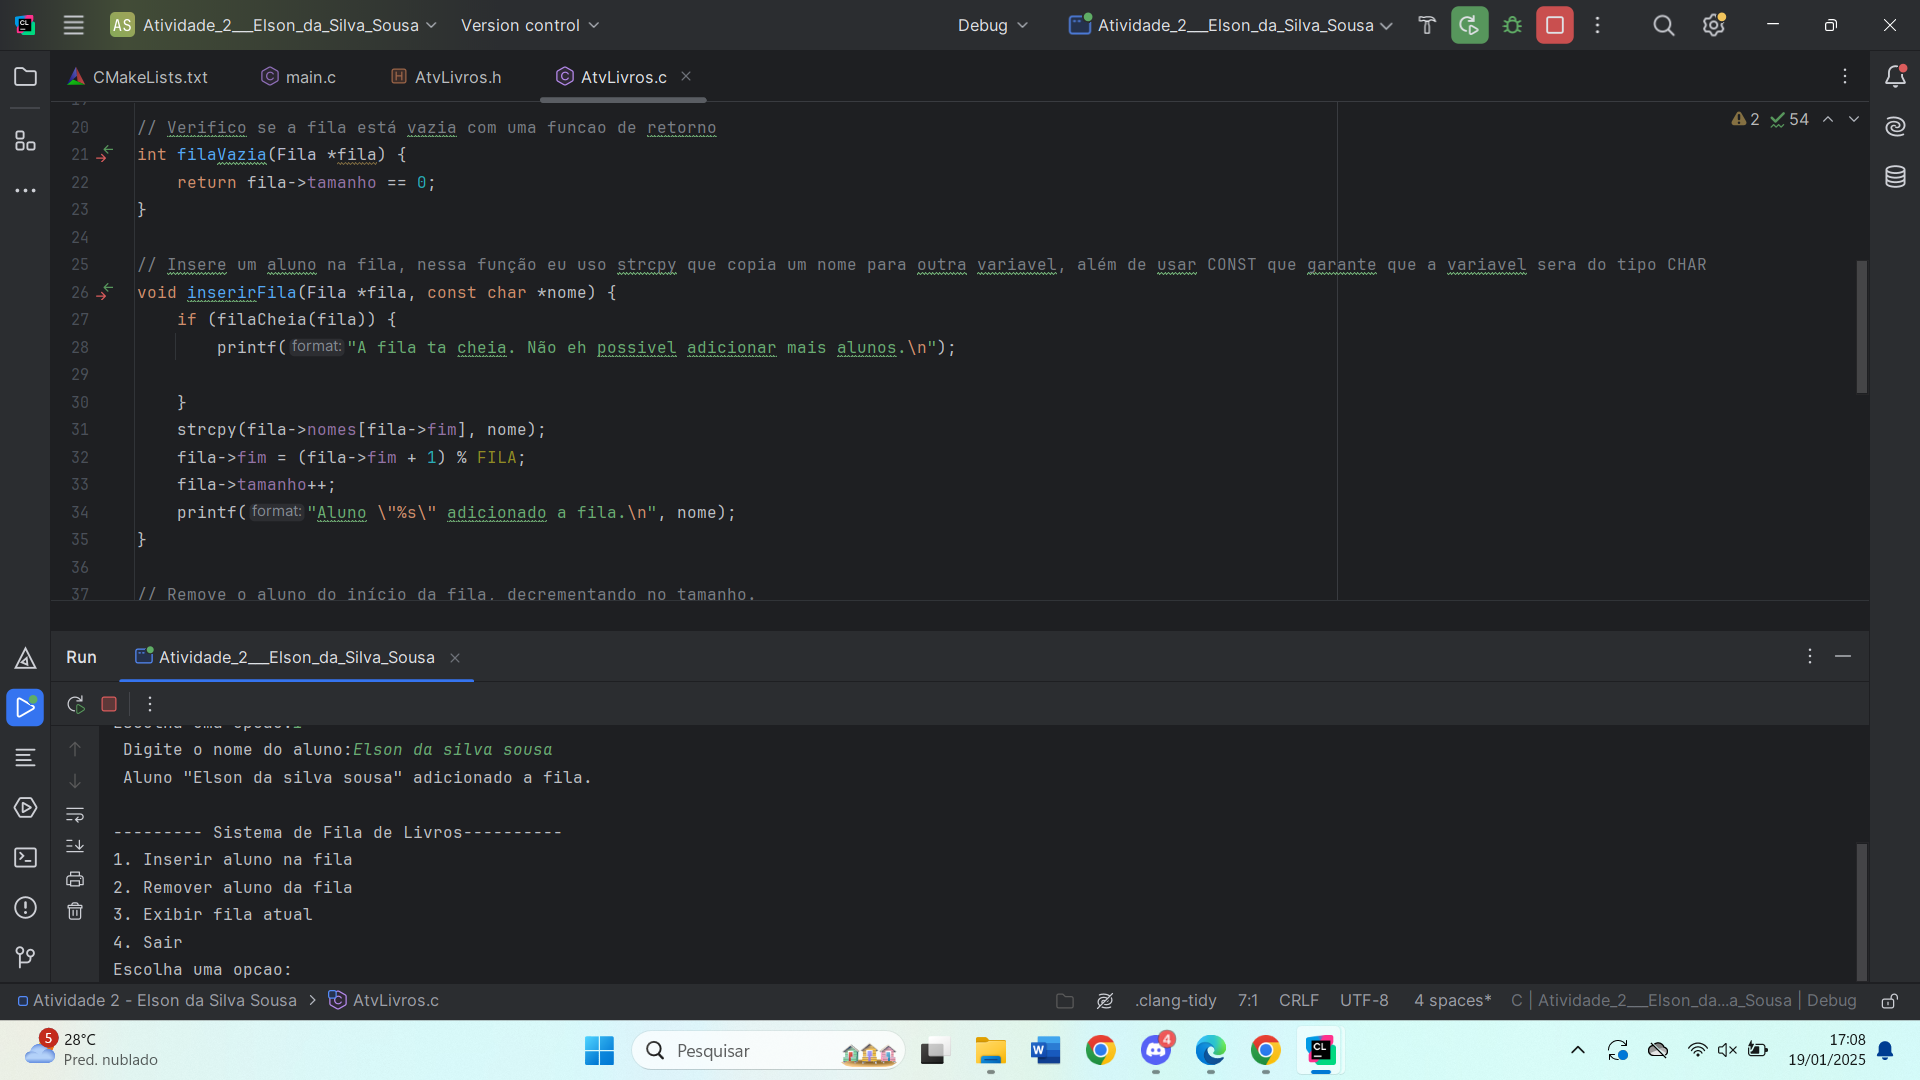 AS Atividade_2___Elson_da_Silva_Sousa Version control Debug Atividade_2___Elson_da_Silva_Sousa
CMakeLists.txt main.c AtvLivros.h AtvLivros.c
2 54
20 // Verifico se a fila está vazia com uma funcao de retorno
21 int filaVazia(Fila *fila) {
22 return fila->tamanho == 0;
23 }
24
25 // Insere um aluno na fila, nessa função eu uso strcpy que copia um nome para outra variavel, além de usar CONST que garante que a variavel sera do tipo CHAR
26 void inserirFila(Fila *fila, const char *nome) {
27 if (filaCheia(fila)) {
28 printf(format: "A fila ta cheia. Não eh possivel adicionar mais alunos.\n");
29
30 }
31 strcpy(fila->nomes[fila->fim], nome);
32 fila->fim = (fila->fim + 1) % FILA;
33 fila->tamanho++;
34 printf(format: "Aluno \"%s\" adicionado a fila.\n", nome);
35 }
36
37 // Remove o aluno do início da fila, decrementando no tamanho.
Run Atividade_2___Elson_da_Silva_Sousa
Digite o nome do aluno:Elson da silva sousa
Aluno "Elson da silva sousa" adicionado a fila.
--------- Sistema de Fila de Livros----------
1. Inserir aluno na fila
2. Remover aluno da fila
3. Exibir fila atual
4. Sair
Escolha uma opcao:
Atividade 2 - Elson da Silva Sousa > AtvLivros.c .clang-tidy 7:1 CRLF UTF-8 4 spaces* C | Atividade_2___Elson_da...a_Sousa | Debug
5 28°C
Pred. nublado
Pesquisar
4
17:08
19/01/2025